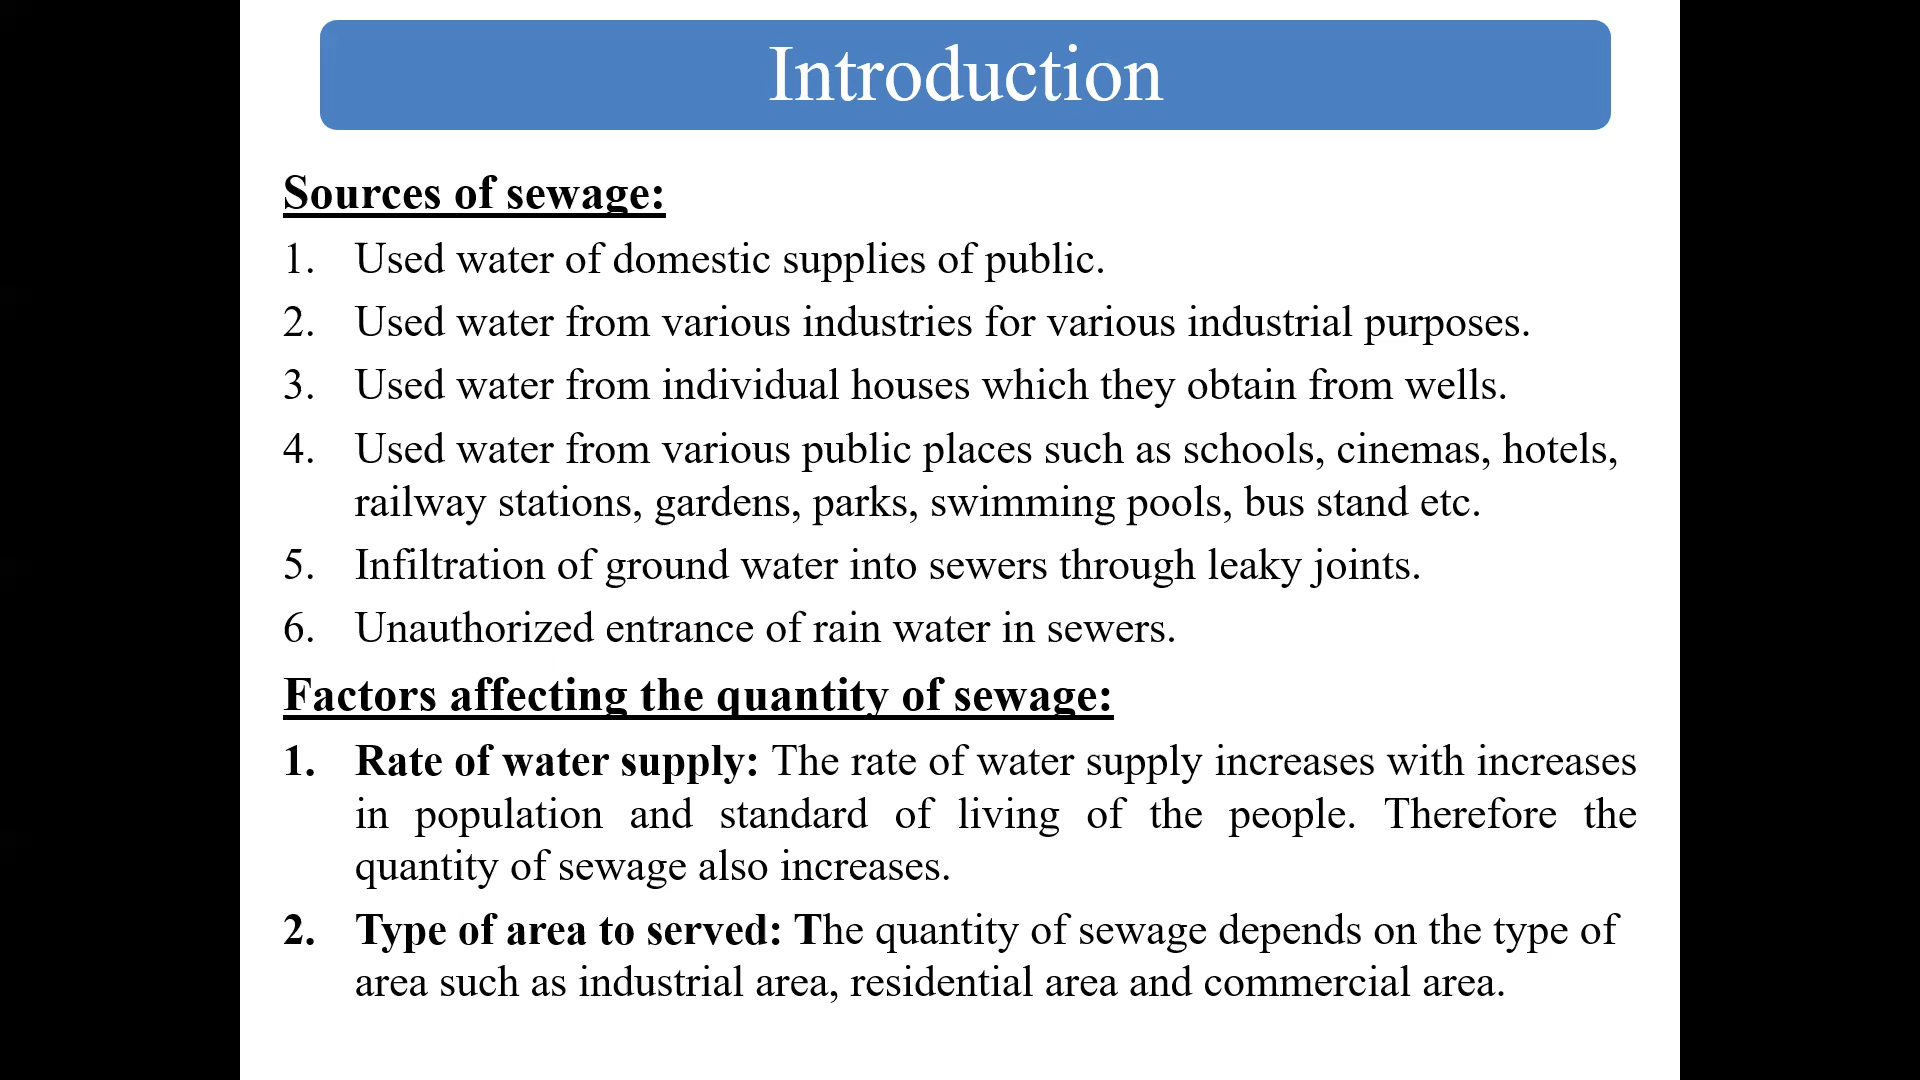 Introduction
Sources of sewage:
1. Used water of domestic supplies of public.
2. Used water from various industries for various industrial purposes.
3. Used water from individual houses which they obtain from wells.
4. Used water from various public places such as schools, cinemas, hotels,
railway stations, gardens, parks, swimming pools, bus stand etc.
5. Infiltration of ground water into sewers through leaky joints.
6. Unauthorized entrance of rain water in sewers.
Factors affecting the quantity of sewage:
1. Rate of water supply: The rate of water supply increases with increases
in population and standard of living of the people. Therefore the
quantity of sewage also increases.
2. Type of area to served: The quantity of sewage depends on the type of
area such as industrial area, residential area and commercial area.